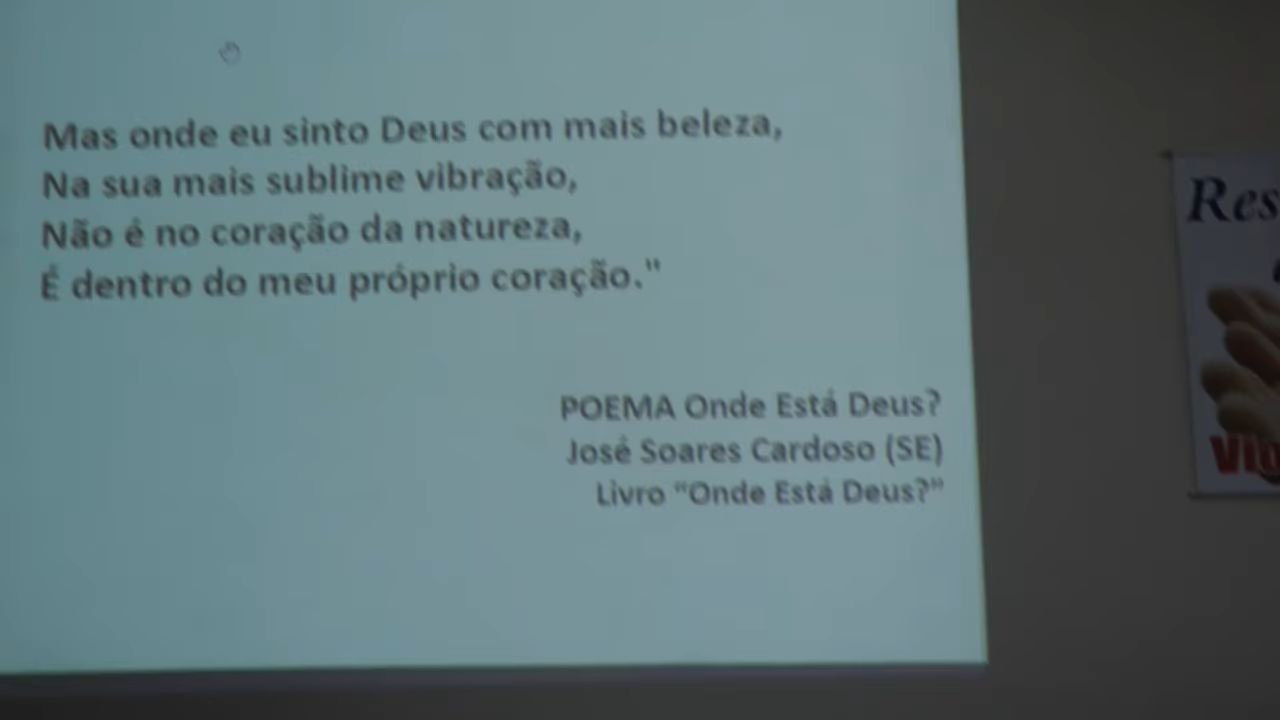 Mas onde eu sinto Deus com mais beleza,
Na sua mais sublime vibração,
Não é no coração da natureza,
É dentro do meu próprio coração."
POEMA Onde Está Deus?
José Soares Cardoso (SE)
Livro “Onde Está Deus?”
Res